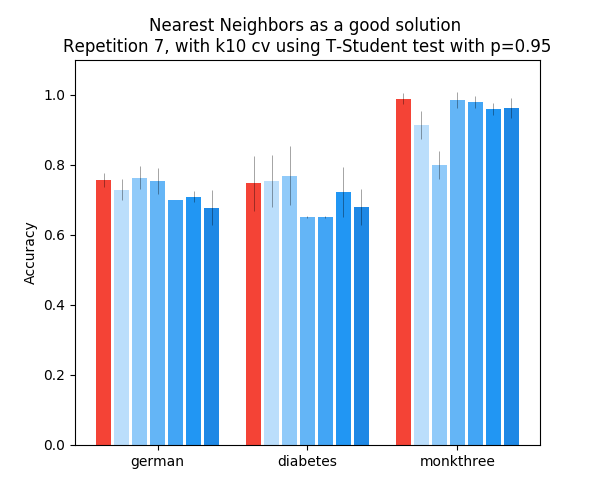 Nearest Neighbors as a good solution
Repetition 7, with k10 cv using T-Student test with p=0.95
1.0
0.8
0.6
0.4
0.2
0.0
Accuracy
german
diabetes
monkthree